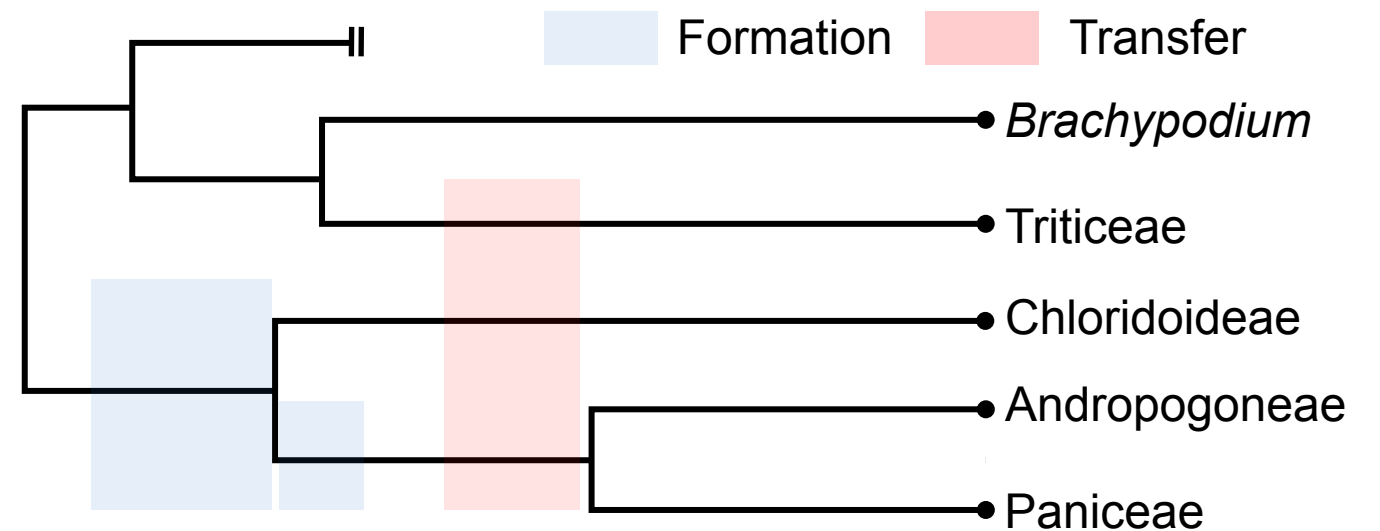 Formation Transfer
Brachypodium
Triticeae
Chloridoideae
Andropogoneae
Paniceae